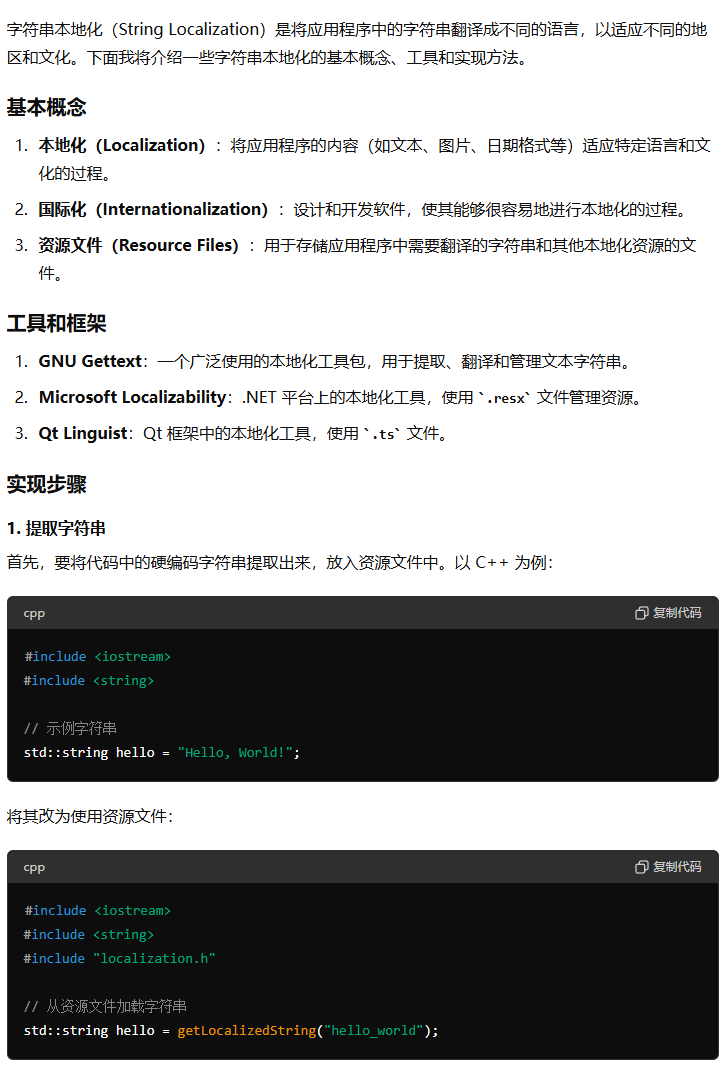 字符串本地化（String Localization）是将应用程序中的字符串翻译成不同的语言，以适应不同的地
区和文化。下面我将介绍一些字符串本地化的基本概念、工具和实现方法。
基本概念
1. 本地化（Localization）：将应用程序的内容（如文本、图片、日期格式等）适应特定语言和文
化的过程。
2. 国际化（Internationalization）：设计和开发软件，使其能够很容易地进行本地化的过程。
3. 资源文件（Resource Files）：用于存储应用程序中需要翻译的字符串和其他本地化资源的文
件。
工具和框架
1. GNU Gettext：一个广泛使用的本地化工具包，用于提取、翻译和管理文本字符串。
2. Microsoft Localizability：.NET 平台上的本地化工具，使用 `.resx` 文件管理资源。
3. Qt Linguist：Qt 框架中的本地化工具，使用 `.ts` 文件。
实现步骤
1. 提取字符串
首先，要将代码中的硬编码字符串提取出来，放入资源文件中。以 C++ 为例：
cpp 复制代码
#include <iostream>
#include <string>
// 示例字符串
std::string hello = "Hello, World!";
将其改为使用资源文件：
cpp 复制代码
#include <iostream>
#include <string>
#include "localization.h"
// 从资源文件加载字符串
std::string hello = getLocalizedString("hello_world");